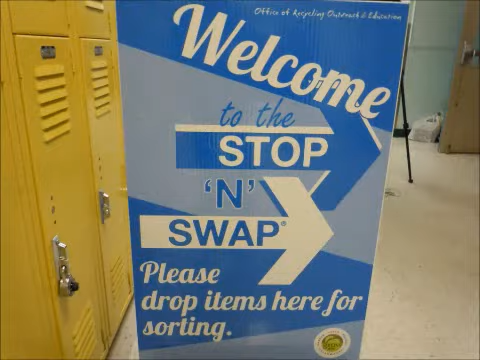 Office of Recycling Outreach & Education
Welcome
to the
STOP
'N'
SWAP®
Please
drop items here for
sorting.